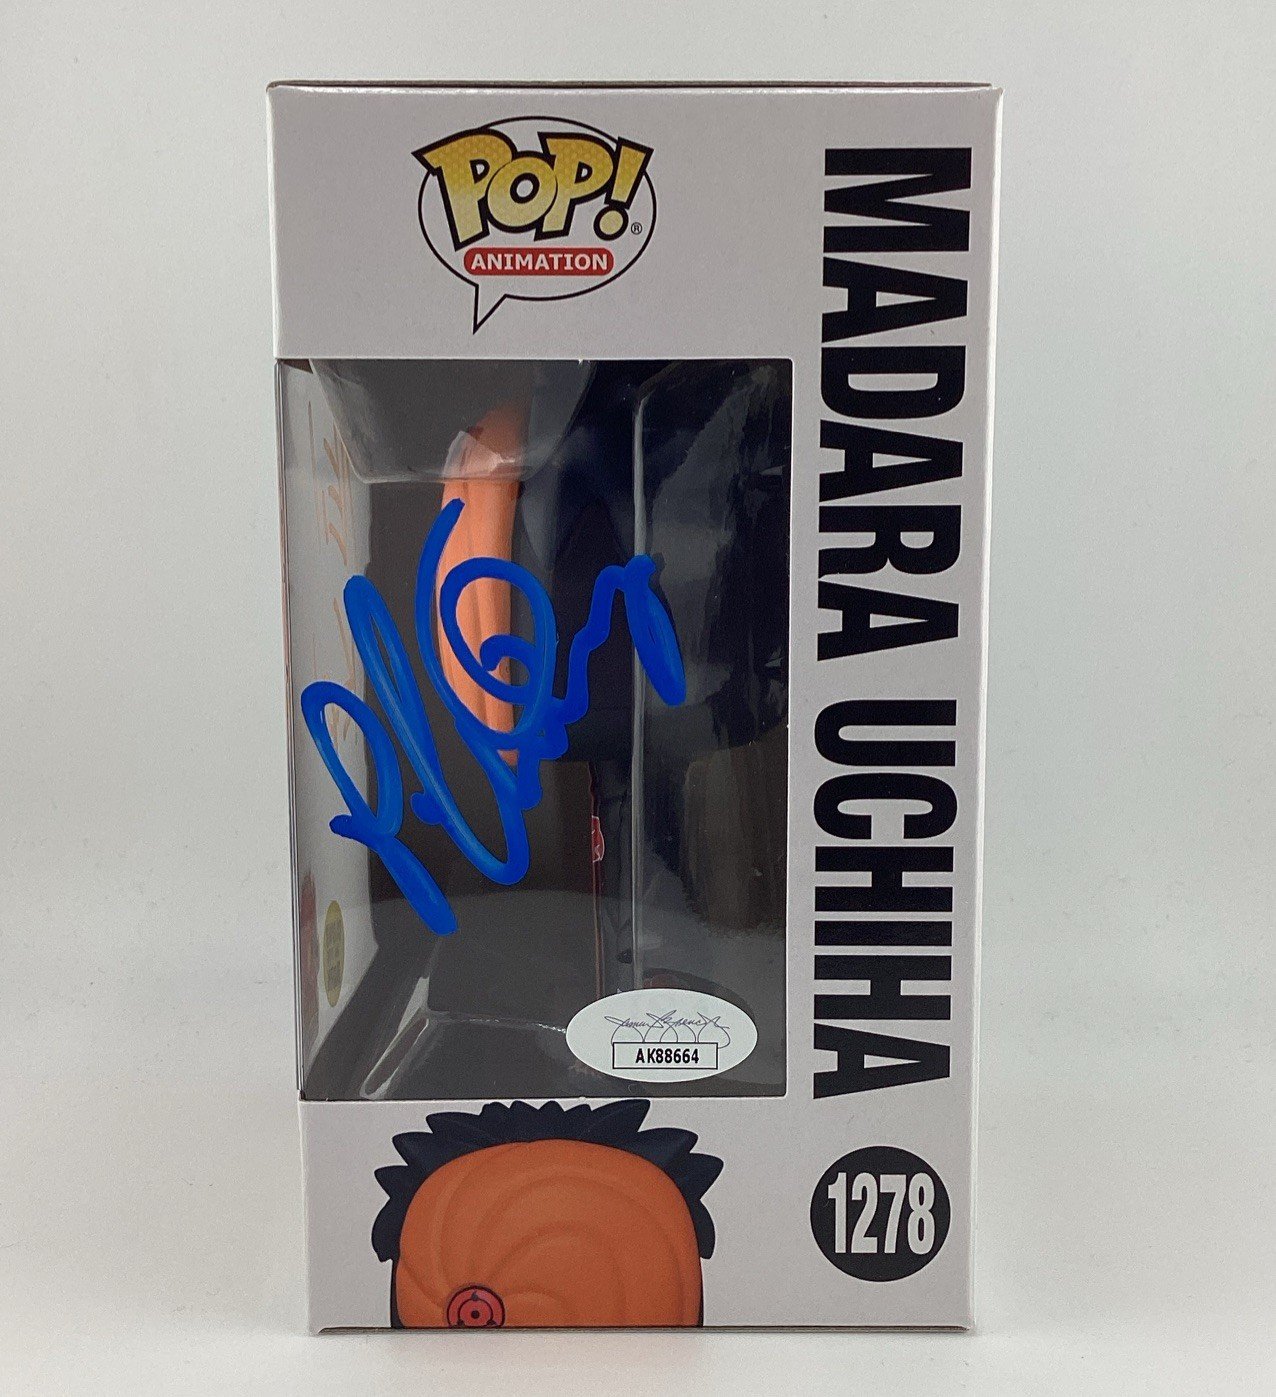 POP!®
ANIMATION
MADARA UCHIHA
AK88664
1278